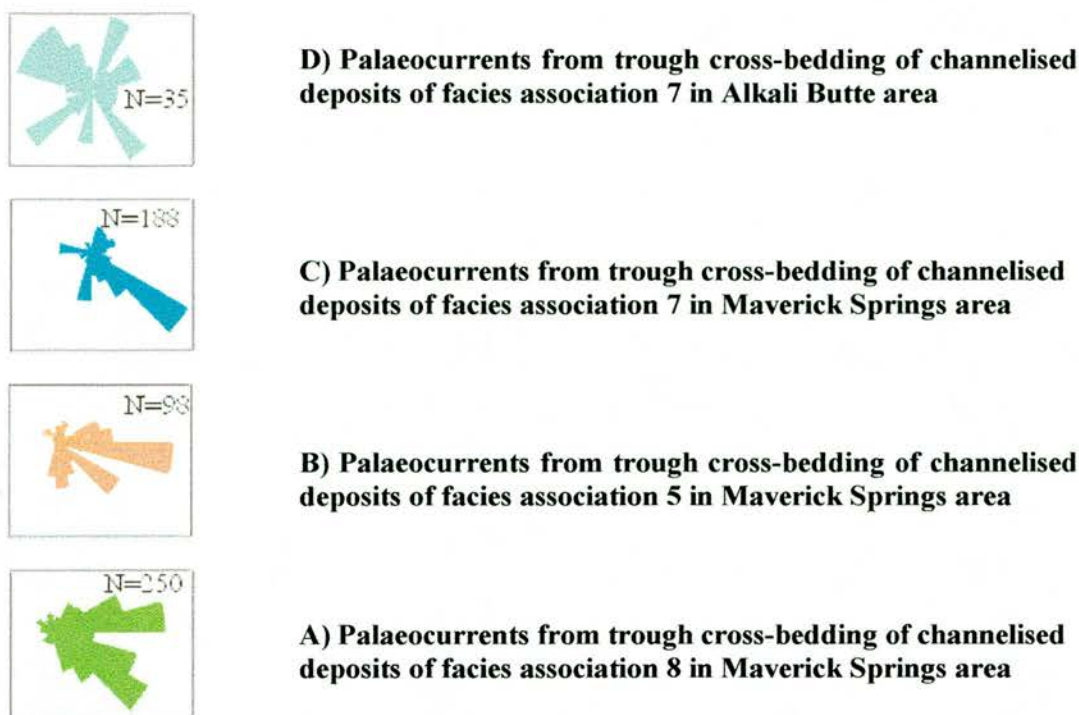 N=35
D) Palaeocurrents from trough cross-bedding of channelised
deposits of facies association 7 in Alkali Butte area
N=188
C) Palaeocurrents from trough cross-bedding of channelised
deposits of facies association 7 in Maverick Springs area
N=98
B) Palaeocurrents from trough cross-bedding of channelised
deposits of facies association 5 in Maverick Springs area
N=250
A) Palaeocurrents from trough cross-bedding of channelised
deposits of facies association 8 in Maverick Springs area